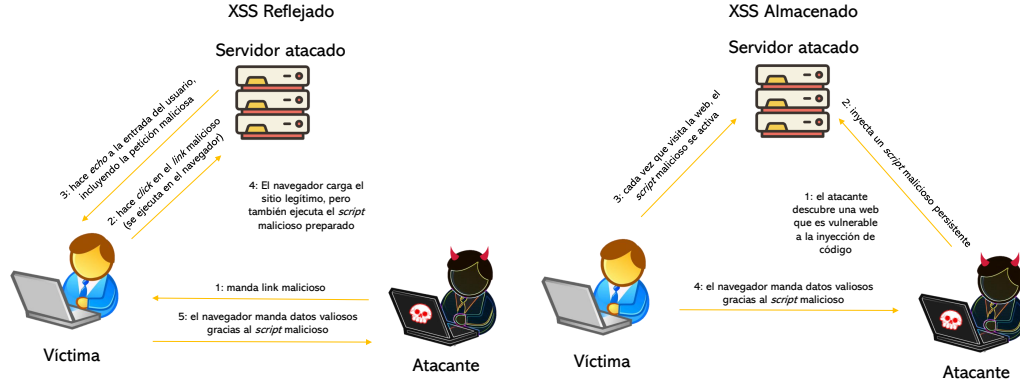 XSS Reflejado
Servidor atacado
3: hace echo a la entrada del usuario,
incluyendo la petición maliciosa
2: hace click en el link malicioso
(se ejecuta en el navegador)
4: El navegador carga el
sitio legítimo, pero
también ejecuta el script
malicioso preparado
1: manda link malicioso
5: el navegador manda datos valiosos
gracias al script malicioso
Víctima
Atacante
XSS Almacenado
Servidor atacado
3: cada vez que visita la web, el
script malicioso se activa
2: inyecta un script malicioso persistente
1: el atacante
descubre una web
que es vulnerable
a la inyección de
código
4: el navegador manda datos valiosos
gracias al script malicioso
Víctima
Atacante